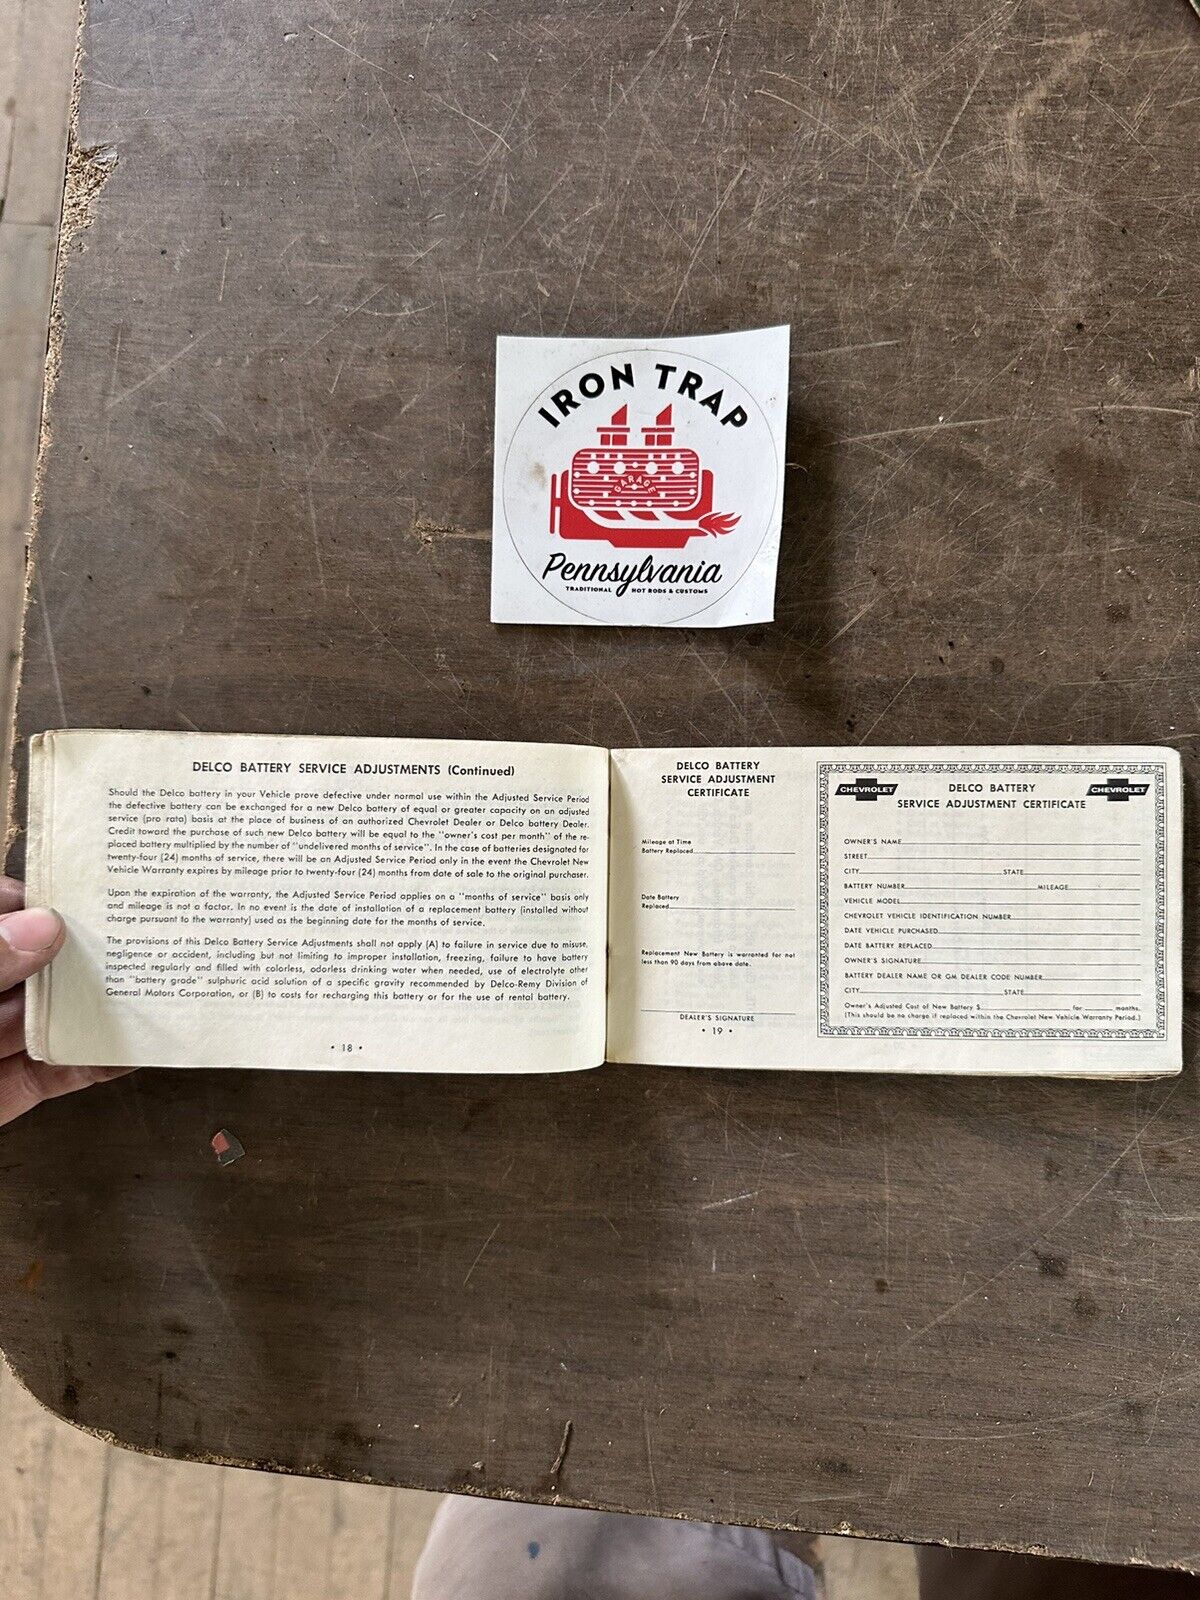 IRON TRAP
GARAGE
Pennsylvania
TRADITIONAL HOT RODS & CUSTOMS
DELCO BATTERY SERVICE ADJUSTMENTS (Continued)
Should the Delco battery in your Vehicle prove defective under normal use within the Adjusted Service Period
the defective battery can be exchanged for a new Delco battery of equal or greater capacity on an adjusted
service (pro rata) basis at the place of business of an authorized Chevrolet Dealer or Delco battery Dealer.
Credit toward the purchase of such new Delco battery will be equal to the "owner's cost per month" of the re-
placed battery multiplied by the number of "undelivered months of service". In the case of batteries designated for
twenty-four (24) months of service, there will be an Adjusted Service Period only in the event the Chevrolet New
Vehicle Warranty expires by mileage prior to twenty-four (24) months from date of sale to the original purchaser.
Upon the expiration of the warranty, the Adjusted Service Period applies on a "months of service" basis only
and mileage is not a factor. In no event is the date of installation of a replacement battery (installed without
charge pursuant to the warranty) used as the beginning date for the months of service.
The provisions of this Delco Battery Service Adjustments shall not apply (A) to failure in service due to misuse,
negligence or accident, including but not limiting to improper installation, freezing, failure to have battery
inspected regularly and filled with colorless, odorless drinking water when needed, use of electrolyte other
than "battery grade" sulphuric acid solution of a specific gravity recommended by Delco-Remy Division of
General Motors Corporation, or (B) to costs for recharging this battery or for the use of rental battery.
• 18 •
DELCO BATTERY
SERVICE ADJUSTMENT
CERTIFICATE
Mileage at Time
Battery Replaced
Date Battery
Replaced
Replacement New Battery is warranted for not
less than 90 days from above date.
DEALER'S SIGNATURE
• 19 •
CHEVROLET
DELCO BATTERY
CHEVROLET
SERVICE ADJUSTMENT CERTIFICATE
OWNER'S NAME
STREET
CITY STATE
BATTERY NUMBER MILEAGE
VEHICLE MODEL
CHEVROLET VEHICLE IDENTIFICATION NUMBER
DATE VEHICLE PURCHASED
DATE BATTERY REPLACED
OWNER'S SIGNATURE
BATTERY DEALER NAME OR GM DEALER CODE NUMBER
CITY STATE
Owner's Adjusted Cost of New Battery $ for months.
(This should be no charge if replaced within the Chevrolet New Vehicle Warranty Period.)